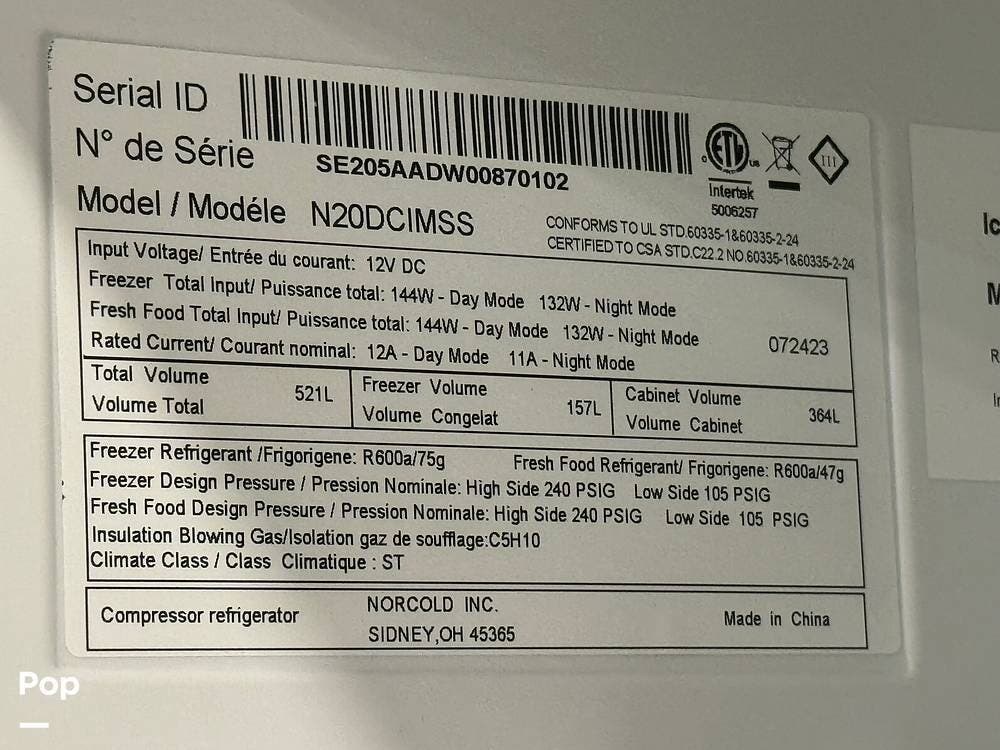 Serial ID
N° de Série
SE205AADW00870102
ETL
c us
Intertek
5006257
III
Model / Modéle N20DCIMSS
CONFORMS TO UL STD.60335-1&60335-2-24
CERTIFIED TO CSA STD.C22.2 NO.60335-1&60335-2-24
Input Voltage/ Entrée du courant: 12V DC
Freezer Total Input/ Puissance total: 144W - Day Mode 132W - Night Mode
Fresh Food Total Input/ Puissance total: 144W - Day Mode 132W - Night Mode
Rated Current/ Courant nominal: 12A - Day Mode 11A - Night Mode
072423
Total Volume
Volume Total
521L
Freezer Volume
Volume Congelat
157L
Cabinet Volume
Volume Cabinet
364L
Freezer Refrigerant /Frigorigene: R600a/75g Fresh Food Refrigerant/ Frigorigene: R600a/47g
Freezer Design Pressure / Pression Nominale: High Side 240 PSIG Low Side 105 PSIG
Fresh Food Design Pressure / Pression Nominale: High Side 240 PSIG Low Side 105 PSIG
Insulation Blowing Gas/Isolation gaz de soufflage:C5H10
Climate Class / Class Climatique : ST
Compressor refrigerator
NORCOLD INC.
SIDNEY,OH 45365
Made in China
Pop